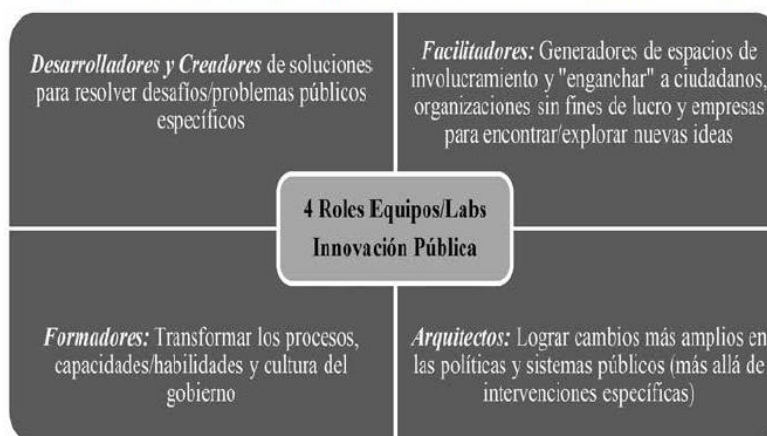 Desarrolladores y Creadores de soluciones
para resolver desafíos/problemas públicos
específicos
Facilitadores: Generadores de espacios de
involucramiento y "enganchar" a ciudadanos,
organizaciones sin fines de lucro y empresas
para encontrar/explorar nuevas ideas
4 Roles Equipos/Labs
Innovación Pública
Formadores: Transformar los procesos,
capacidades/habilidades y cultura del
gobierno
Arquitectos: Lograr cambios más amplios en
las políticas y sistemas públicos (más allá de
intervenciones específicas)